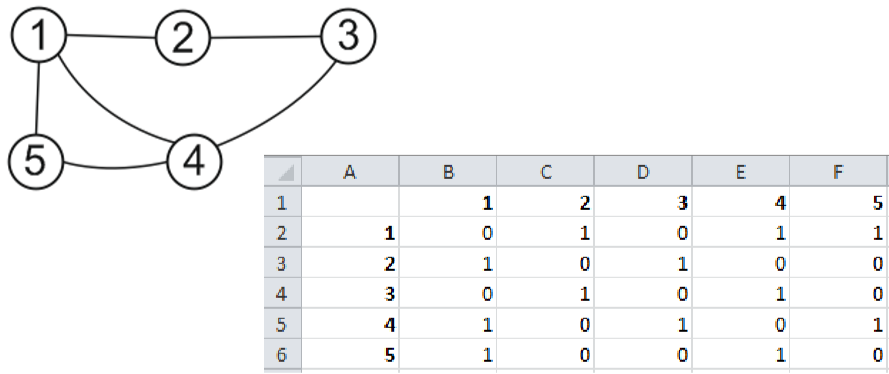 1 2 3
5 4
A B C D E F
1 1 2 3 4 5
2 1 0 1 0 1 1
3 2 1 0 1 0 0
4 3 0 1 0 1 0
5 4 1 0 1 0 1
6 5 1 0 0 1 0